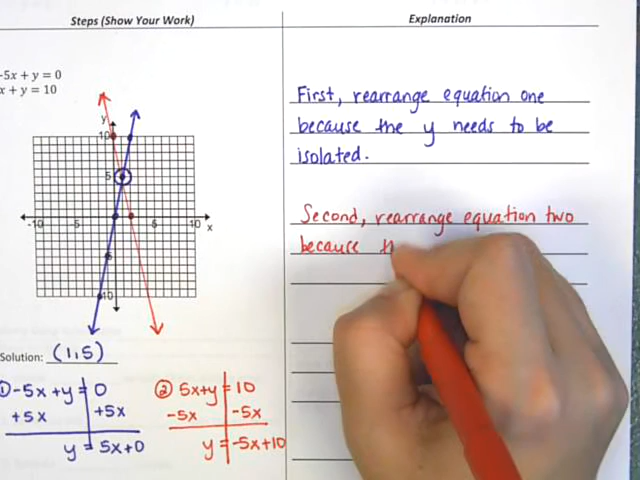 Steps (Show Your Work)
Explanation
-5x + y = 0
x + y = 10
y
10
5
-10
-5
5
10
x
-10
Solution: (1,5)
① -5x + y = 0
+5x +5x
y = 5x+0
② 5x+y = 10
-5x -5x
y = -5x+10
First, rearrange equation one
because the y needs to be
isolated.
Second, rearrange equation two
because